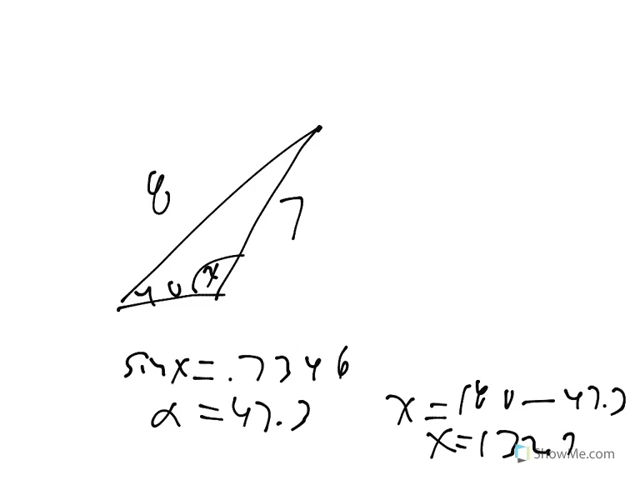 8
7
40 x
sin x = .7346
α = 47.3
x = 180 - 47.3
x = 132.7
ShowMe.com